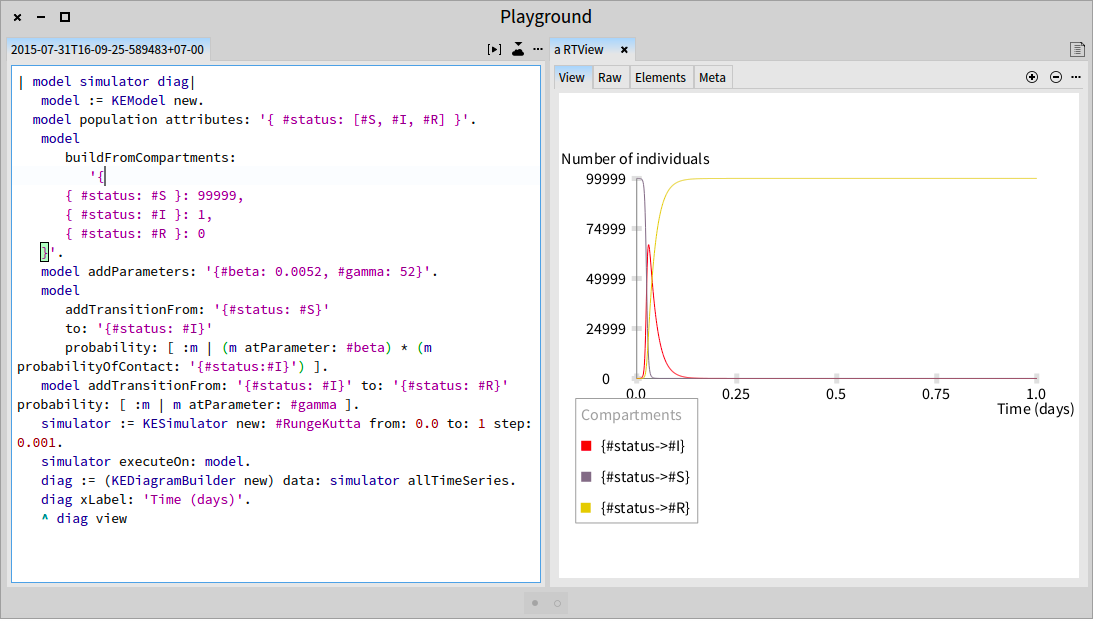 Playground
2015-07-31T16-09-25-589483+07-00
| model simulator diag|
model := KEModel new.
model population attributes: '{ #status: [#S, #I, #R] }'.
model
buildFromCompartments:
'{
{ #status: #S }: 99999,
{ #status: #I }: 1,
{ #status: #R }: 0
}'.
model addParameters: '{#beta: 0.0052, #gamma: 52}'.
model
addTransitionFrom: '{#status: #S}'
to: '{#status: #I}'
probability: [ :m | (m atParameter: #beta) * (m
probabilityOfContact: '{#status:#I}') ].
model addTransitionFrom: '{#status: #I}' to: '{#status: #R}'
probability: [ :m | m atParameter: #gamma ].
simulator := KESimulator new: #RungeKutta from: 0.0 to: 1 step:
0.001.
simulator executeOn: model.
diag := (KEDiagramBuilder new) data: simulator allTimeSeries.
diag xLabel: 'Time (days)'.
^ diag view
a RTView
View Raw Elements Meta
Number of individuals
99999
74999
49999
24999
0
0.0 0.25 0.5 0.75 1.0
Time (days)
Compartments
{#status->#I}
{#status->#S}
{#status->#R}